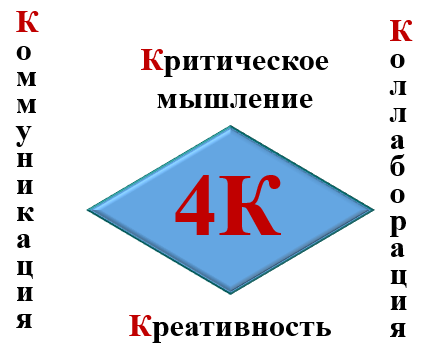 Коммуникация
Критическое
мышление
4К
Креативность
Коллаборация